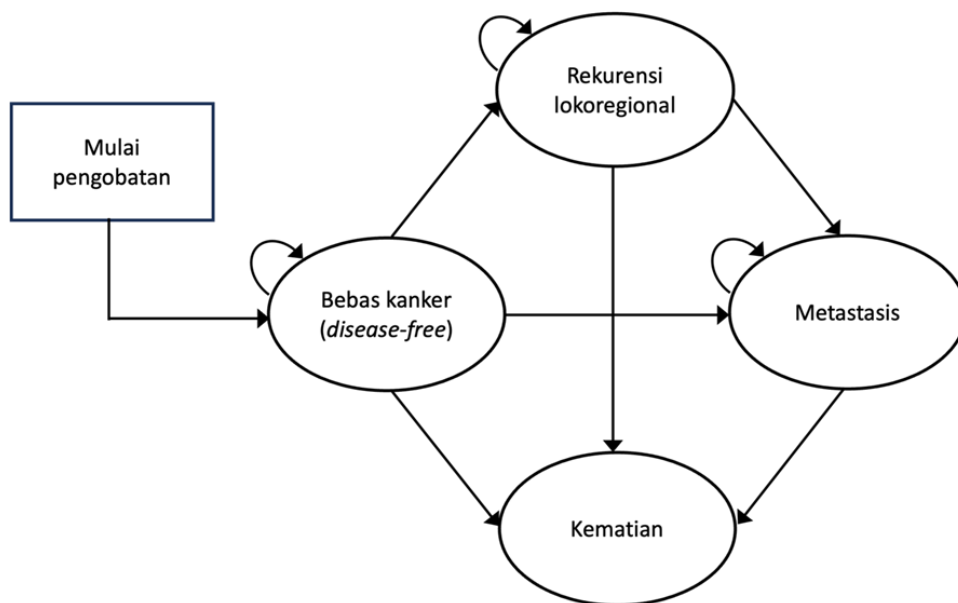 Mulai
pengobatan
Rekurensi
lokoregional
Bebas kanker
(disease-free)
Metastasis
Kematian